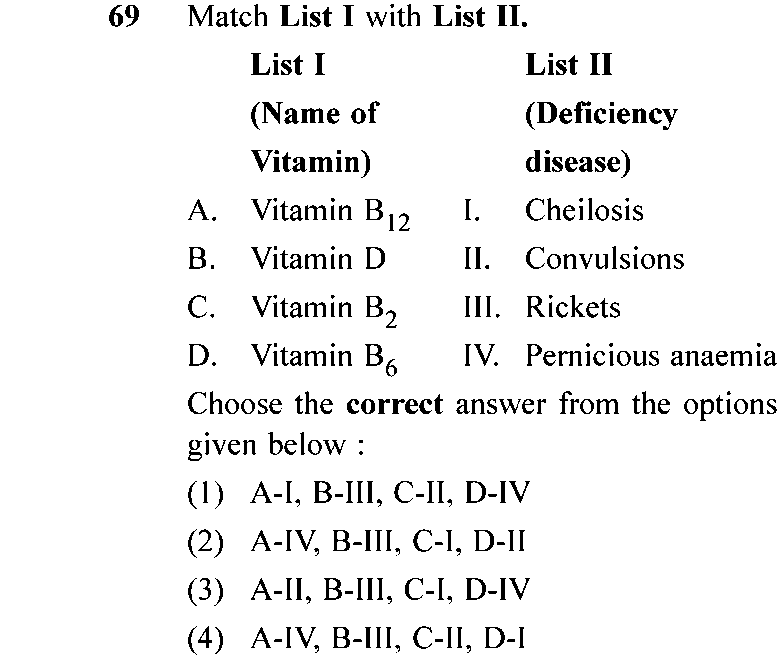 69 Match List I with List II.
List I List II
(Name of (Deficiency
Vitamin) disease)
A. Vitamin B12 I. Cheilosis
B. Vitamin D II. Convulsions
C. Vitamin B2 III. Rickets
D. Vitamin B6 IV. Pernicious anaemia
Choose the correct answer from the options
given below :
(1) A-I, B-III, C-II, D-IV
(2) A-IV, B-III, C-I, D-II
(3) A-II, B-III, C-I, D-IV
(4) A-IV, B-III, C-II, D-I